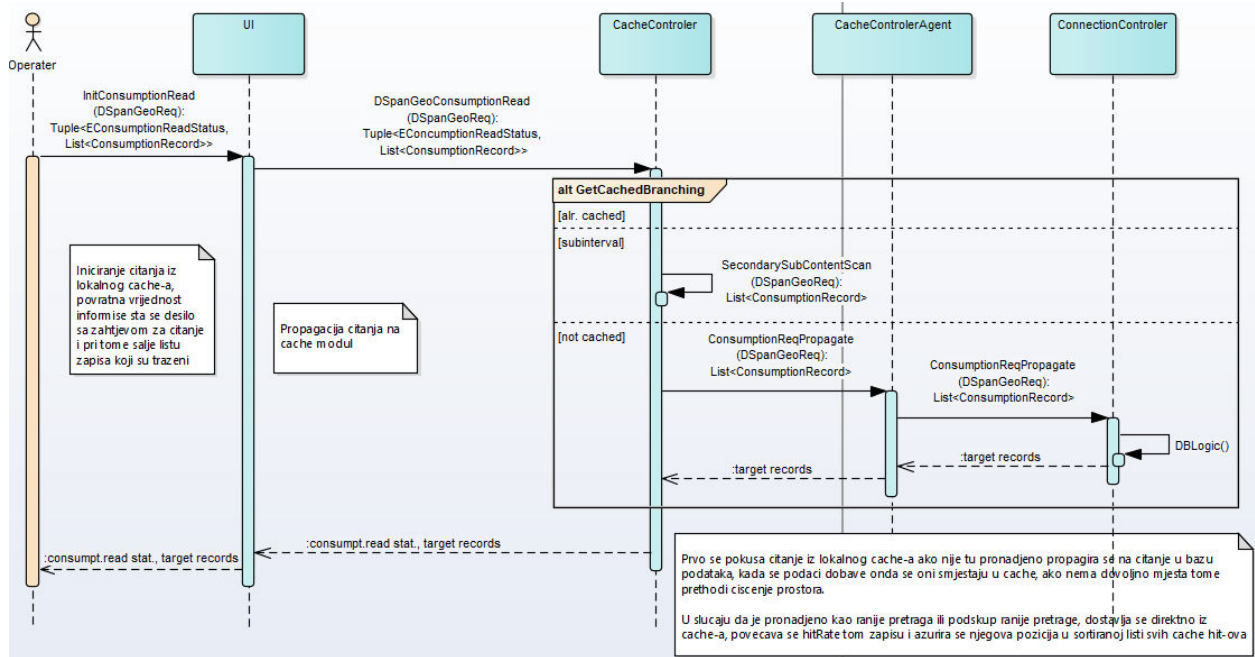 UI
CacheControler
CacheControlerAgent
ConnectionControler
Operater
InitConsumptionRead
(DSpanGeoReq):
Tuple<EConsumptionReadStatus,
List<ConsumptionRecord>>
DSpanGeoConsumptionRead
(DSpanGeoReq):
Tuple<EConcumptionReadStatus,
List<ConsumptionRecord>>
alt GetCachedBranching
[alr. cached]
[subinterval]
SecondarySubContentScan
(DSpanGeoReq):
List<ConsumptionRecord>
Iniciranje citanja iz
lokalnog cache-a,
povratna vrijednost
informise sta se desilo
sa zahtjevom za citanje
i pri tome salje listu
zapisa koji su trazeni
Propagacija citanja na
cache modul
[not cached]
ConsumptionReqPropagate
(DSpanGeoReq):
List<ConsumptionRecord>
ConsumptionReqPropagate
(DSpanGeoReq):
List<ConsumptionRecord>
DBLogic()
:target records
:target records
:consumpt.read stat., target records
:consumpt.read stat., target records
Prvo se pokusa citanje iz lokalnog cache-a ako nije tu pronadjeno propagira se na citanje u bazu
podataka, kada se podaci dobave onda se oni smjestaju u cache, ako nema dovoljno mjesta tome
prethodi ciscenje prostora.
U slucaju da je pronadjeno kao ranije pretraga ili podskup ranije pretrage, dostavlja se direktno iz
cache-a, povecava se hitRate tom zapisu i azurira se njegova pozicija u sortiranoj listi svih cache hit-ova